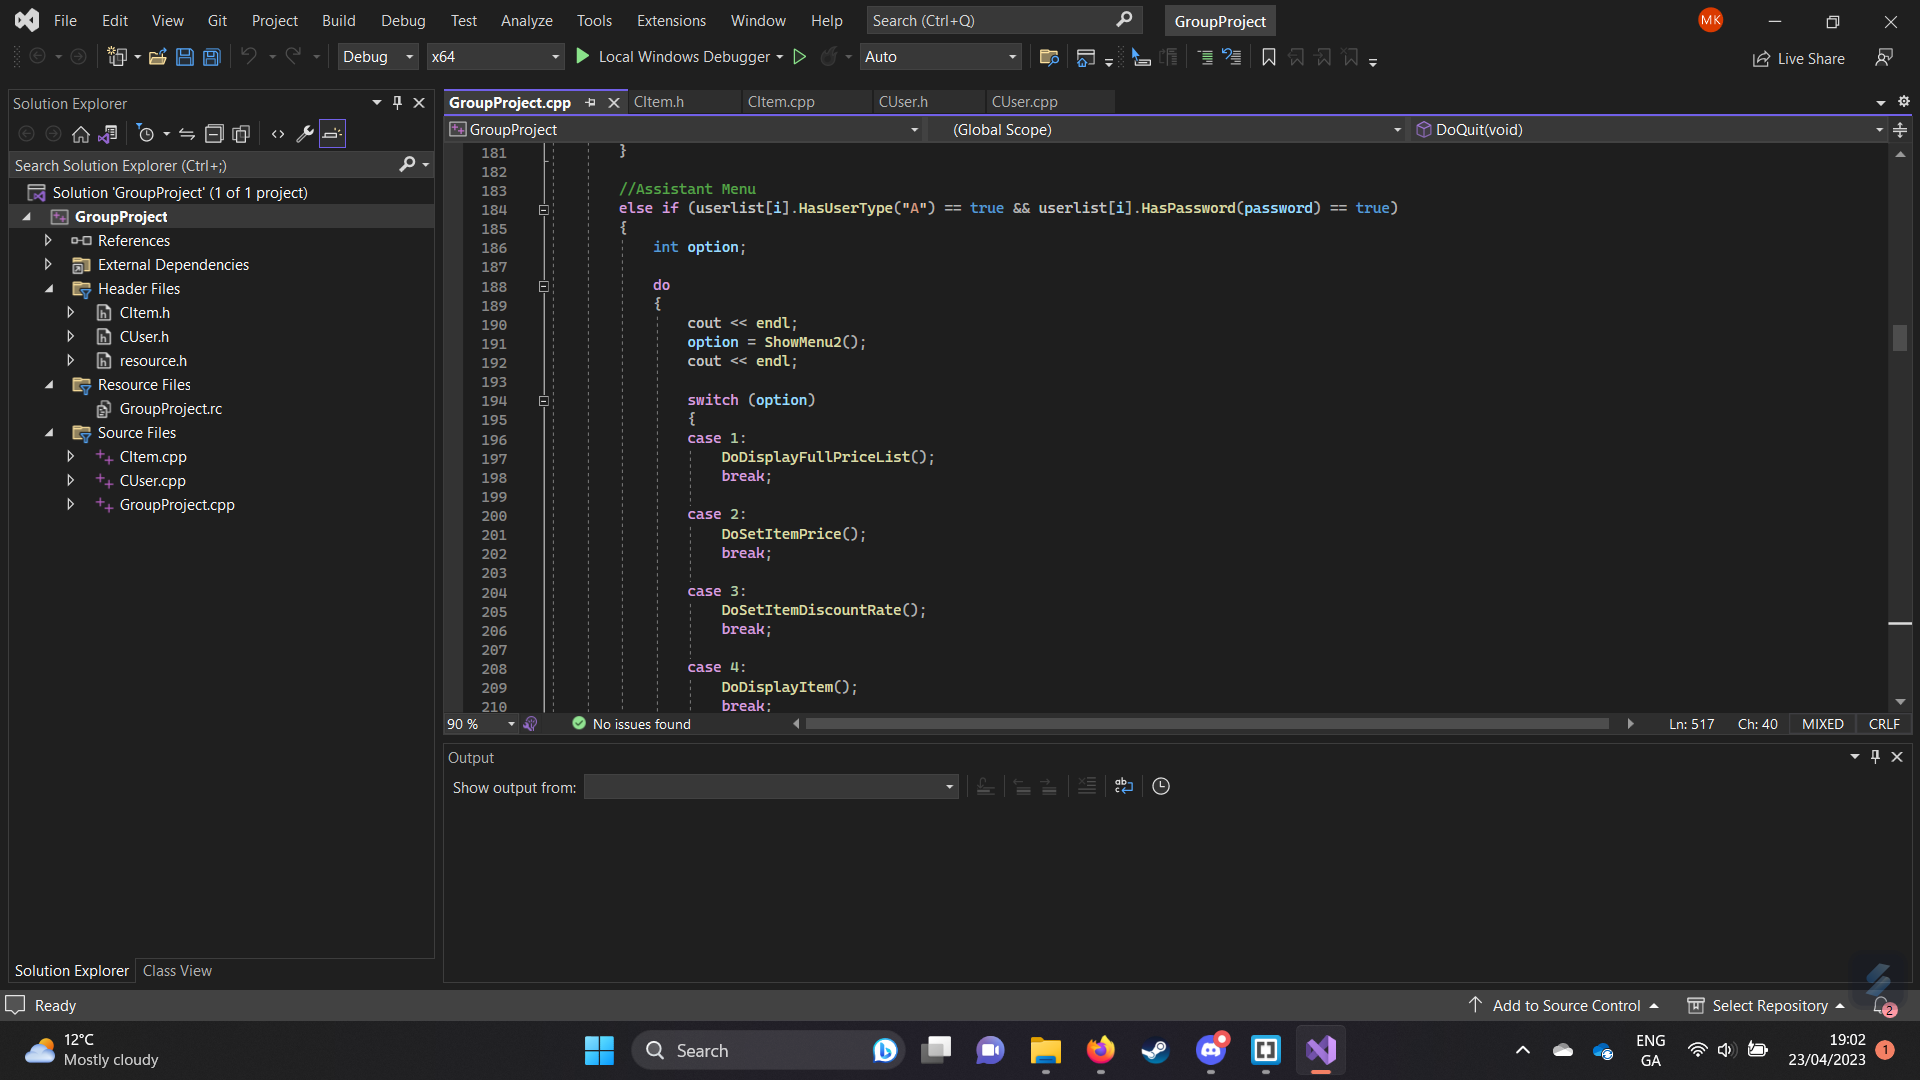 File Edit View Git Project Build Debug Test Analyze Tools Extensions Window Help Search (Ctrl+Q) GroupProject MK
Debug x64 Local Windows Debugger Auto Live Share
Solution Explorer
Search Solution Explorer (Ctrl+;)
Solution 'GroupProject' (1 of 1 project)
GroupProject
References
External Dependencies
Header Files
CItem.h
CUser.h
resource.h
Resource Files
GroupProject.rc
Source Files
CItem.cpp
CUser.cpp
GroupProject.cpp
Solution Explorer Class View
GroupProject.cpp CItem.h CItem.cpp CUser.h CUser.cpp
GroupProject (Global Scope) DoQuit(void)
181 }
182
183 //Assistant Menu
184 else if (userlist[i].HasUserType("A") == true && userlist[i].HasPassword(password) == true)
185 {
186 int option;
187
188 do
189 {
190 cout << endl;
191 option = ShowMenu2();
192 cout << endl;
193
194 switch (option)
195 {
196 case 1:
197 DoDisplayFullPriceList();
198 break;
199
200 case 2:
201 DoSetItemPrice();
202 break;
203
204 case 3:
205 DoSetItemDiscountRate();
206 break;
207
208 case 4:
209 DoDisplayItem();
210 break;
90 % No issues found Ln: 517 Ch: 40 MIXED CRLF
Output
Show output from:
Ready Add to Source Control Select Repository 2
12°C
Mostly cloudy
Search
ENG
GA
19:02
23/04/2023
1